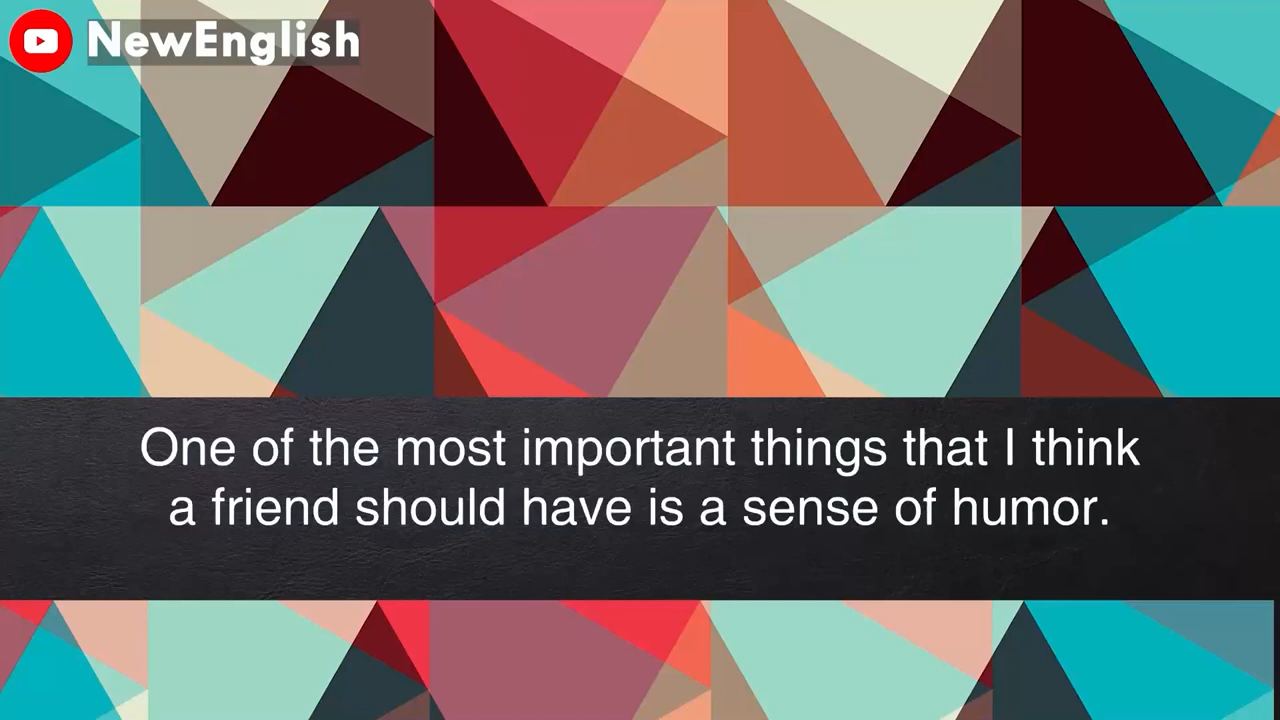 NewEnglish
One of the most important things that I think
a friend should have is a sense of humor.